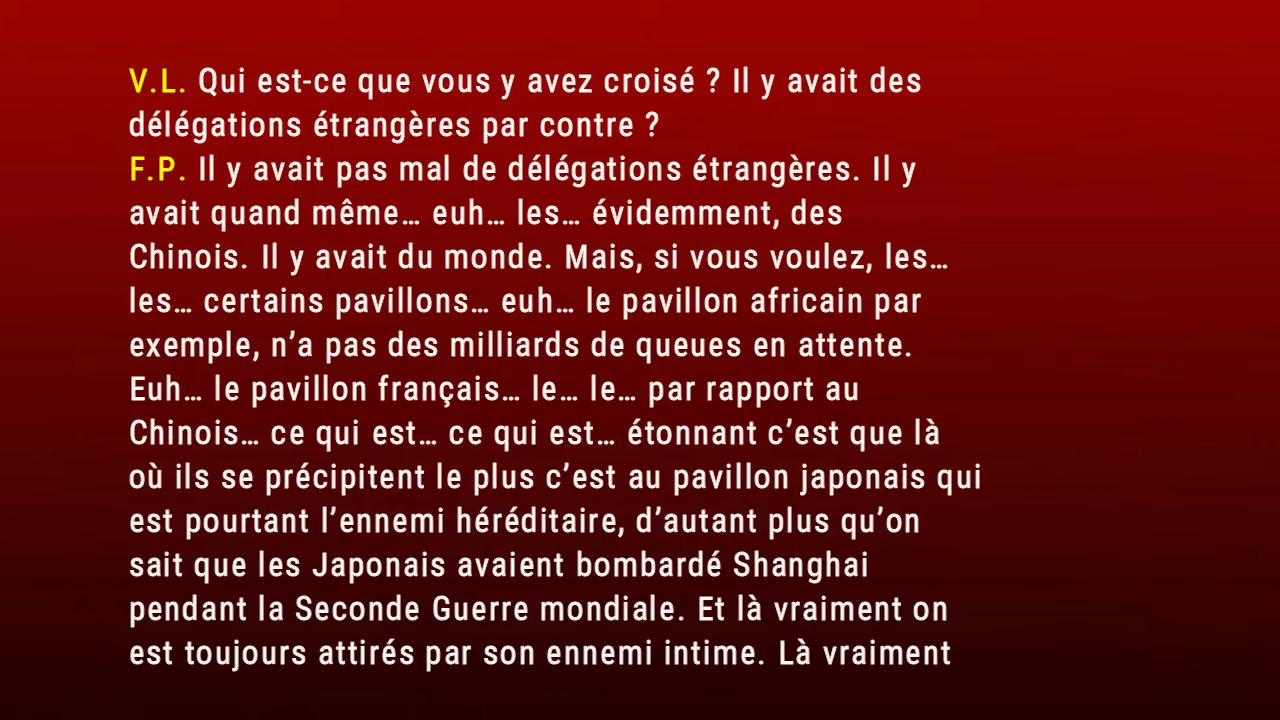 V.L. Qui est-ce que vous y avez croisé ? Il y avait des
délégations étrangères par contre ?
F.P. Il y avait pas mal de délégations étrangères. Il y
avait quand même… euh… les… évidemment, des
Chinois. Il y avait du monde. Mais, si vous voulez, les…
les… certains pavillons… euh… le pavillon africain par
exemple, n’a pas des milliards de queues en attente.
Euh… le pavillon français… le… le… par rapport au
Chinois… ce qui est… ce qui est… étonnant c’est que là
où ils se précipitent le plus c’est au pavillon japonais qui
est pourtant l’ennemi héréditaire, d’autant plus qu’on
sait que les Japonais avaient bombardé Shanghai
pendant la Seconde Guerre mondiale. Et là vraiment on
est toujours attirés par son ennemi intime. Là vraiment